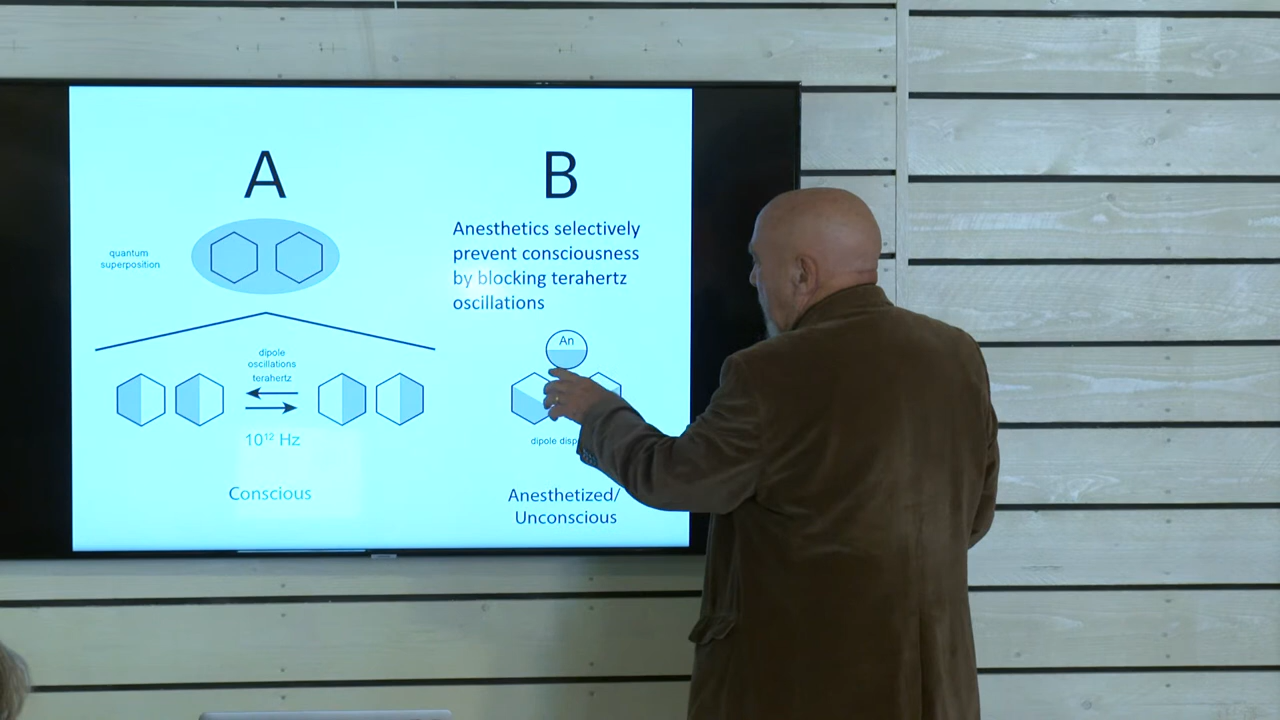 A
quantum
superposition
dipole
oscillations
terahertz
10¹² Hz
Conscious
B
Anesthetics selectively
prevent consciousness
by blocking terahertz
oscillations
An
dipole
Anesthetized/
Unconscious